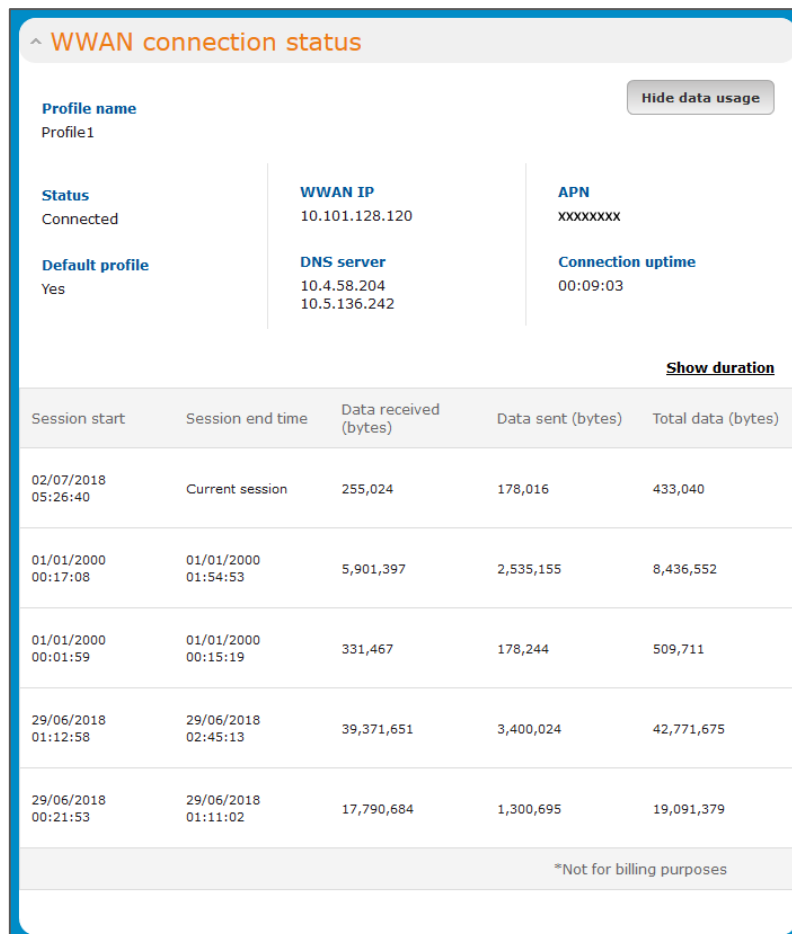 WWAN connection status
Hide data usage
Profile name
Profile1
Status
Connected
WWAN IP
10.101.128.120
APN
xxxxxxxx
Default profile
Yes
DNS server
10.4.58.204
10.5.136.242
Connection uptime
00:09:03
Show duration
Session start
Session end time
Data received
(bytes)
Data sent (bytes)
Total data (bytes)
02/07/2018
05:26:40
Current session
255,024
178,016
433,040
01/01/2000
00:17:08
01/01/2000
01:54:53
5,901,397
2,535,155
8,436,552
01/01/2000
00:01:59
01/01/2000
00:15:19
331,467
178,244
509,711
29/06/2018
01:12:58
29/06/2018
02:45:13
39,371,651
3,400,024
42,771,675
29/06/2018
00:21:53
29/06/2018
01:11:02
17,790,684
1,300,695
19,091,379
*Not for billing purposes